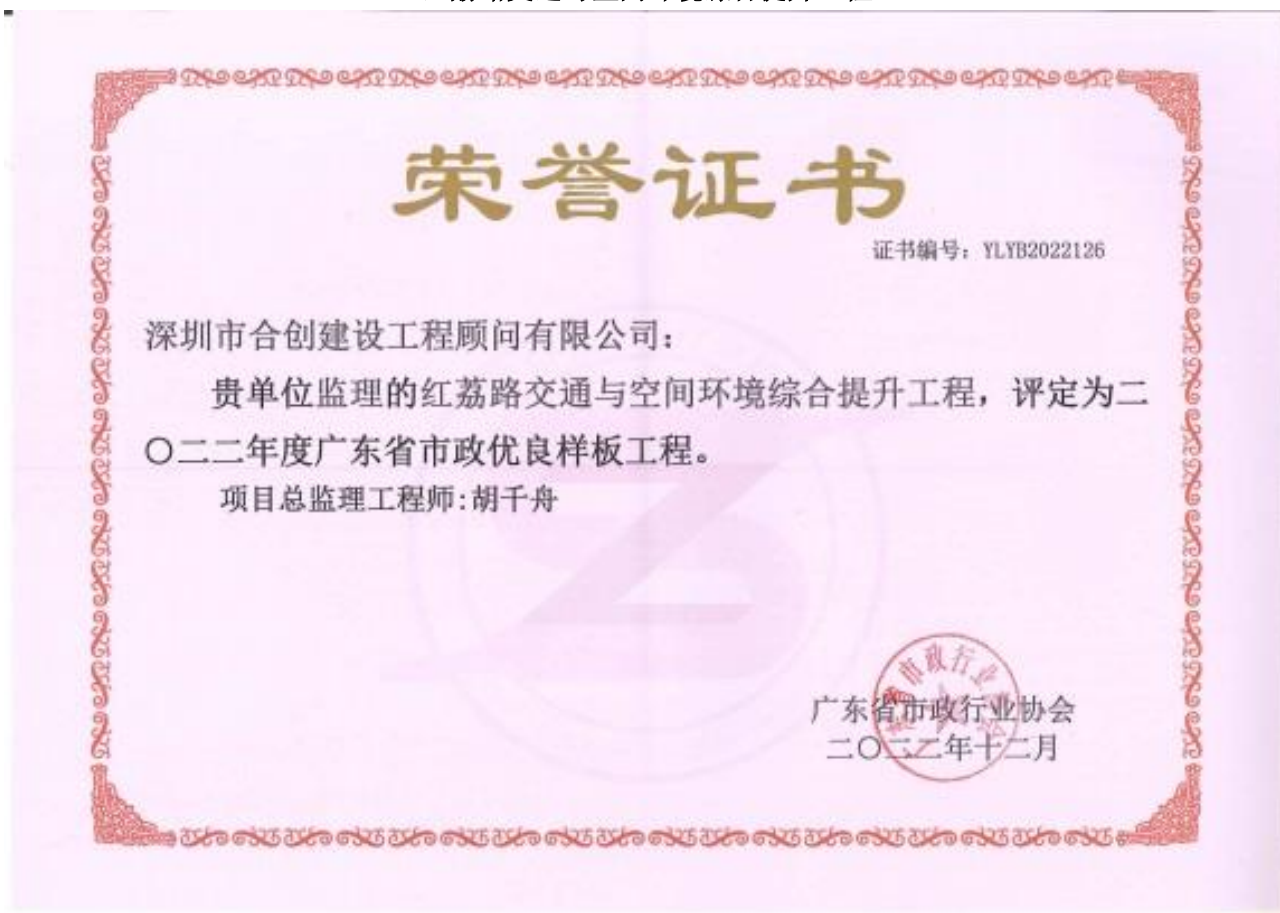 荣誉证书
证书编号：YLYB2022126
深圳市合创建设工程顾问有限公司：
贵单位监理的红荔路交通与空间环境综合提升工程，评定为二
〇二二年度广东省市政优良样板工程。
项目总监理工程师:胡千舟
广东省市政行业协会
二〇二二年十二月